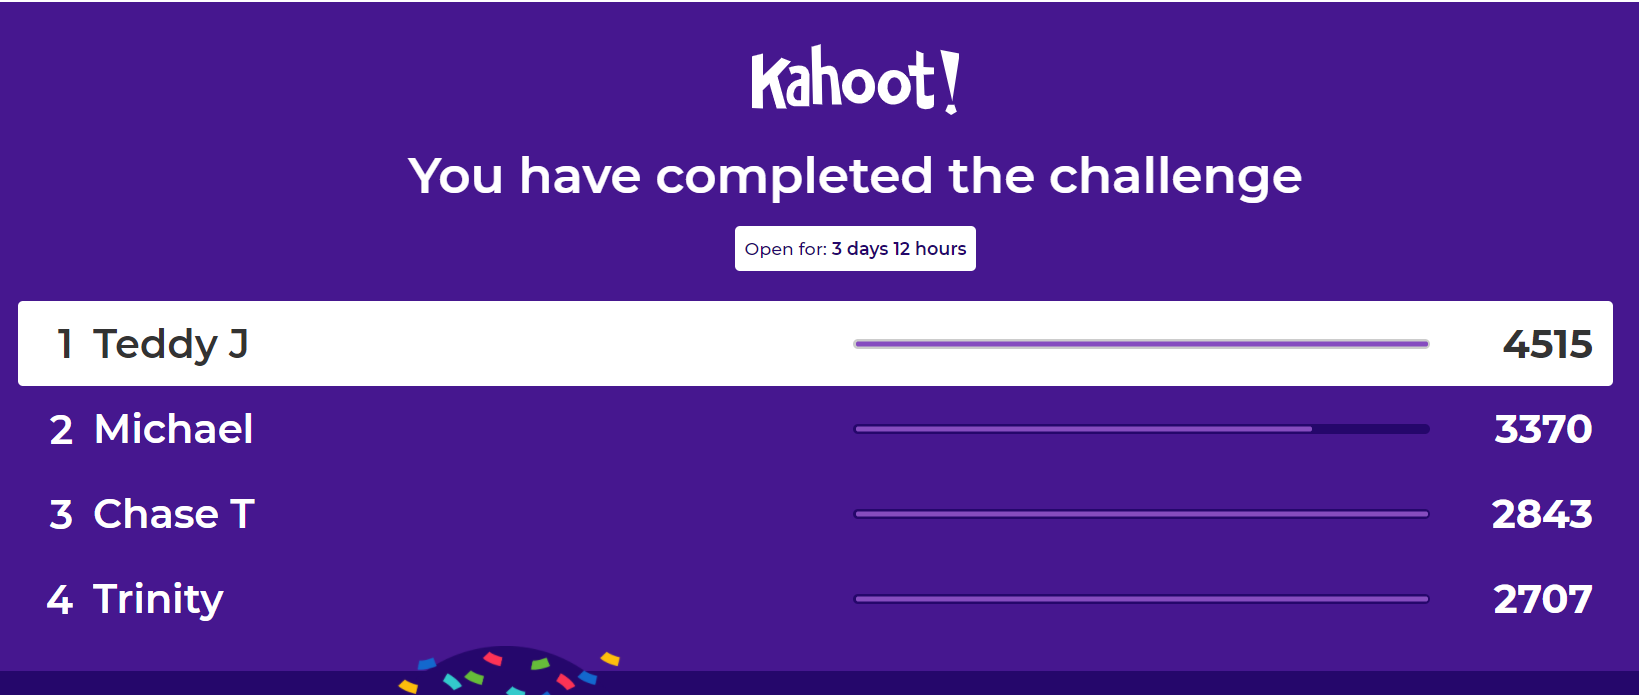 Kahoot!
You have completed the challenge
Open for: 3 days 12 hours
1 Teddy J 4515
2 Michael 3370
3 Chase T 2843
4 Trinity 2707